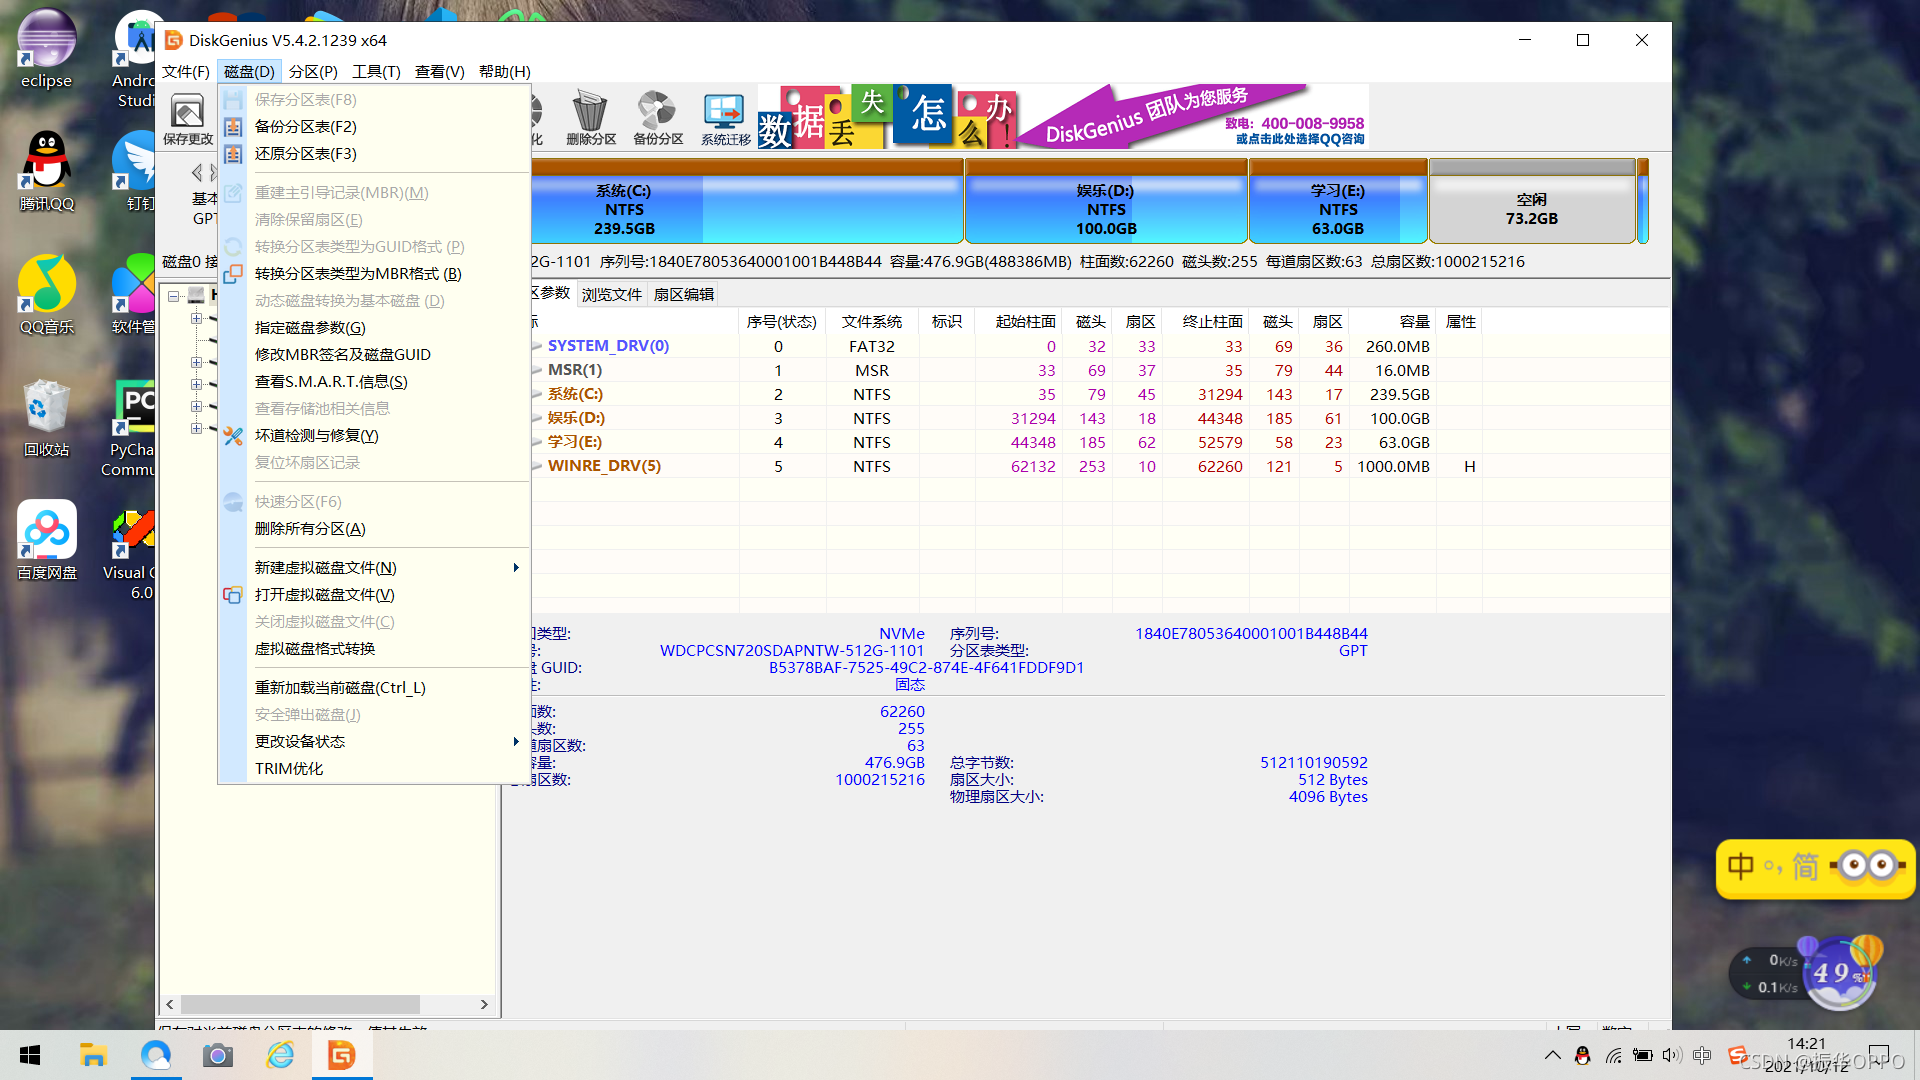 eclipse
Andro
Studi
腾讯QQ
钉钉
QQ音乐
软件管
回收站
PyCha
Commu
百度网盘
Visual C
6.0
DiskGenius V5.4.2.1239 x64
文件(F) 磁盘(D) 分区(P) 工具(T) 查看(V) 帮助(H)
保存更改
删除分区
备份分区
系统迁移
数据丢失怎么办!
DiskGenius 团队为您服务
致电: 400-008-9958
或点击此处选择QQ咨询
保存分区表(F8)
备份分区表(F2)
还原分区表(F3)
重建主引导记录(MBR)(M)
清除保留扇区(E)
转换分区表类型为GUID格式 (P)
转换分区表类型为MBR格式 (B)
动态磁盘转换为基本磁盘 (D)
指定磁盘参数(G)
修改MBR签名及磁盘GUID
查看S.M.A.R.T.信息(S)
查看存储池相关信息
坏道检测与修复(Y)
复位坏扇区记录
快速分区(F6)
删除所有分区(A)
新建虚拟磁盘文件(N)
打开虚拟磁盘文件(V)
关闭虚拟磁盘文件(C)
虚拟磁盘格式转换
重新加载当前磁盘(Ctrl_L)
安全弹出磁盘(J)
更改设备状态
TRIM优化
基本
GPT
系统(C:)
NTFS
239.5GB
娱乐(D:)
NTFS
100.0GB
学习(E:)
NTFS
63.0GB
空闲
73.2GB
磁盘0 接
2G-1101 序列号:1840E78053640001001B448B44 容量:476.9GB(488386MB) 柱面数:62260 磁头数:255 每道扇区数:63 总扇区数:1000215216
区参数 浏览文件 扇区编辑
序号(状态) 文件系统 标识 起始柱面 磁头 扇区 终止柱面 磁头 扇区 容量 属性
SYSTEM_DRV(0) 0 FAT32 0 32 33 33 69 36 260.0MB
MSR(1) 1 MSR 33 69 37 35 79 44 16.0MB
系统(C:) 2 NTFS 35 79 45 31294 143 17 239.5GB
娱乐(D:) 3 NTFS 31294 143 18 44348 185 61 100.0GB
学习(E:) 4 NTFS 44348 185 62 52579 58 23 63.0GB
WINRE_DRV(5) 5 NTFS 62132 253 10 62260 121 5 1000.0MB H
类型: NVMe 序列号: 1840E78053640001001B448B44
号: WDCPCSN720SDAPNTW-512G-1101 分区表类型: GPT
GUID: B5378BAF-7525-49C2-874E-4F641FDDF9D1
固态
面数: 62260
头数: 255
道扇区数: 63
容量: 476.9GB 总字节数: 512110190592
扇区数: 1000215216 扇区大小: 512 Bytes
物理扇区大小: 4096 Bytes
中 °, 简
0K/s
0.1K/s
49%
中
14:21
2021/10/12
CSDN @振华OPPO